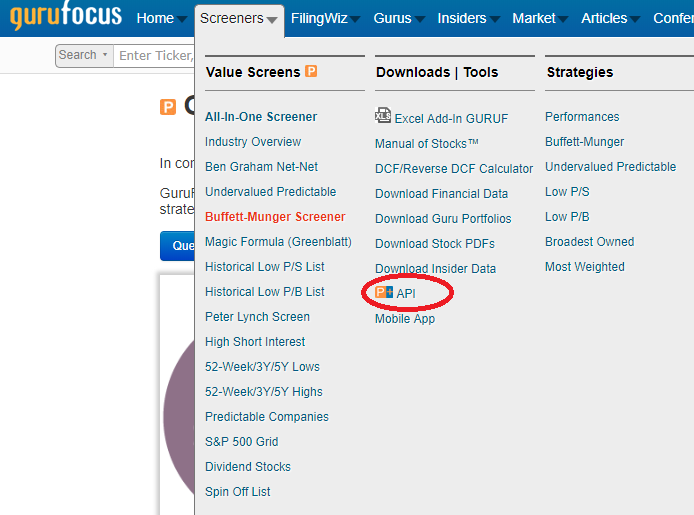 gurufocus
Home Screeners FilingWiz Gurus Insiders Market Articles Confer
Search Enter Ticker,
P
In cor
GuruF
strate
Que
Value Screens P
All-In-One Screener
Industry Overview
Ben Graham Net-Net
Undervalued Predictable
Buffett-Munger Screener
Magic Formula (Greenblatt)
Historical Low P/S List
Historical Low P/B List
Peter Lynch Screen
High Short Interest
52-Week/3Y/5Y Lows
52-Week/3Y/5Y Highs
Predictable Companies
S&P 500 Grid
Dividend Stocks
Spin Off List
Downloads | Tools
XLS Excel Add-In GURUF
Manual of Stocks™
DCF/Reverse DCF Calculator
Download Financial Data
Download Guru Portfolios
Download Stock PDFs
Download Insider Data
P+ API
Mobile App
Strategies
Performances
Buffett-Munger
Undervalued Predictable
Low P/S
Low P/B
Broadest Owned
Most Weighted